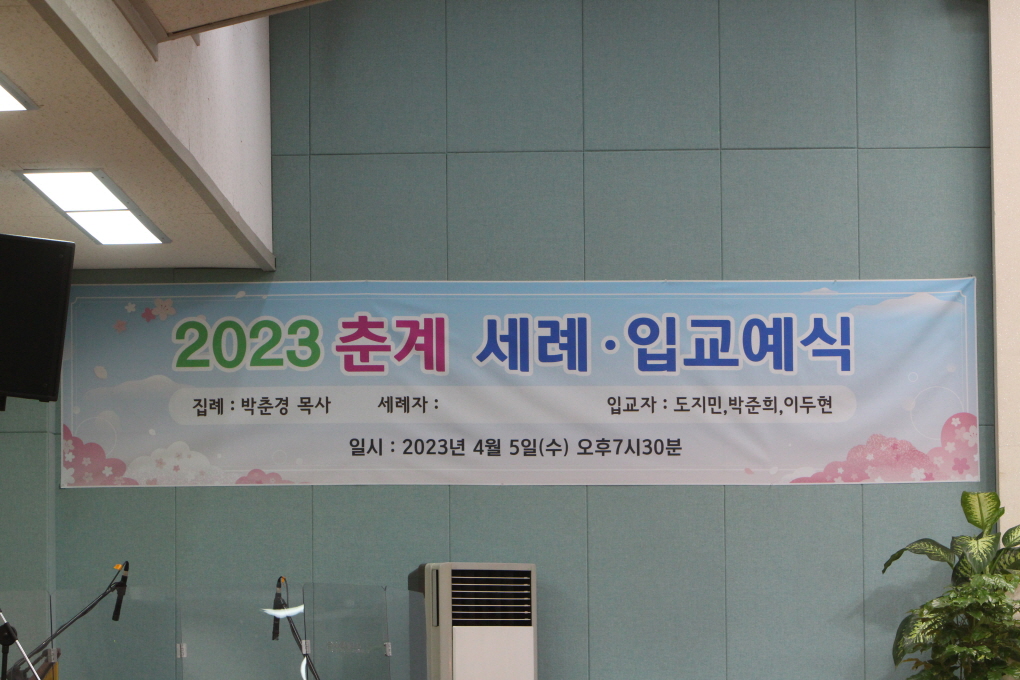 2023 춘계 세례·입교예식
집례 : 박춘경 목사 세례자 : 입교자 : 도지민,박준희,이두현
일시 : 2023년 4월 5일(수) 오후7시30분